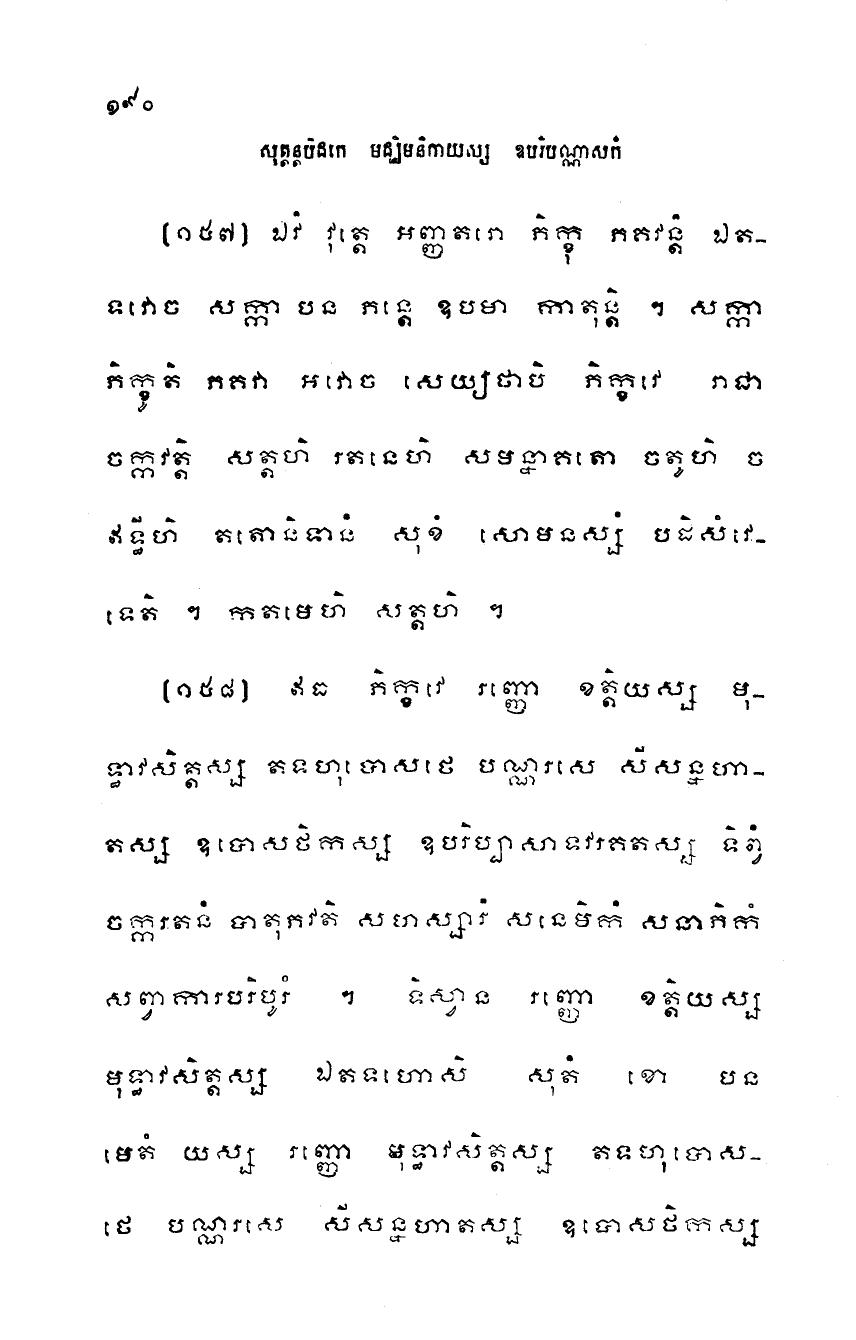 ១៩០
សុត្តន្តបិដកេ មជ្ឈិមនិកាយស្ស ឧបរិបណ្ណាសកំ
(១៥៧) ឯវំ វុត្តេ អញ្ញតរោ ភិក្ខុ ភគវន្តំ ឯត-
ទវោច សក្កា បន ភន្តេ ឧបមា កាតុន្តិ ។ សក្កា
ភិក្ខូតិ ភគវា អវោច សេយ្យថាបិ ភិក្ខវេ រាជា
ចក្កវត្តិ សត្តហិ រតនេហិ សមន្នាគតោ ចតូហិ ច
ឥទ្ធីហិ តតោនិទានំ សុខំ សោមនស្សំ បដិសំវេ-
ទេតិ ។ កតមេហិ សត្តហិ ។
(១៥៨) ឥធ ភិក្ខវេ រញ្ញោ ខត្តិយស្ស មុ-
ទ្ធាវសិត្តស្ស តទហុបោសថេ បណ្ណរសេ សីសន្នហា-
តស្ស ឧបោសថិកស្ស ឧបរិប្បាសាទវរគតស្ស ទិព្វំ
ចក្ករតនំ បាតុភវតិ សហស្សារំ សនេមិកំ សនាភិកំ
សព្វាការបរិបូរំ ។ ទិស្វាន រញ្ញោ ខត្តិយស្ស
មុទ្ធាវសិត្តស្ស ឯតទហោសិ សុតំ ខោ បន
មេតំ យស្ស រញ្ញោ មុទ្ធាវសិត្តស្ស តទហុបោស-
ថេ បណ្ណរសេ សីសន្នហាតស្ស ឧបោសថិកស្ស